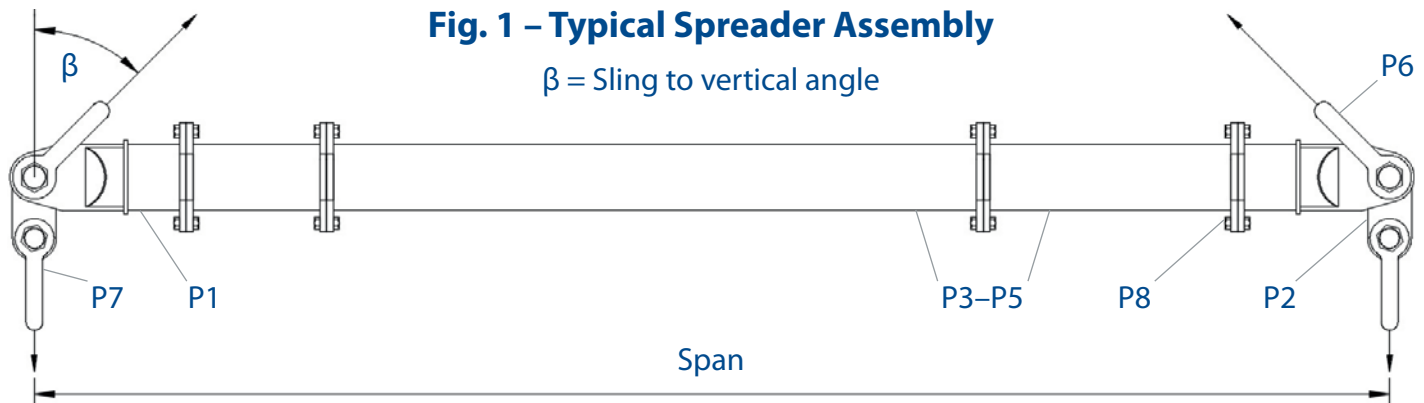 Fig. 1 – Typical Spreader Assembly
β
β = Sling to vertical angle
P6
P7
P1
P3–P5
P8
P2
Span